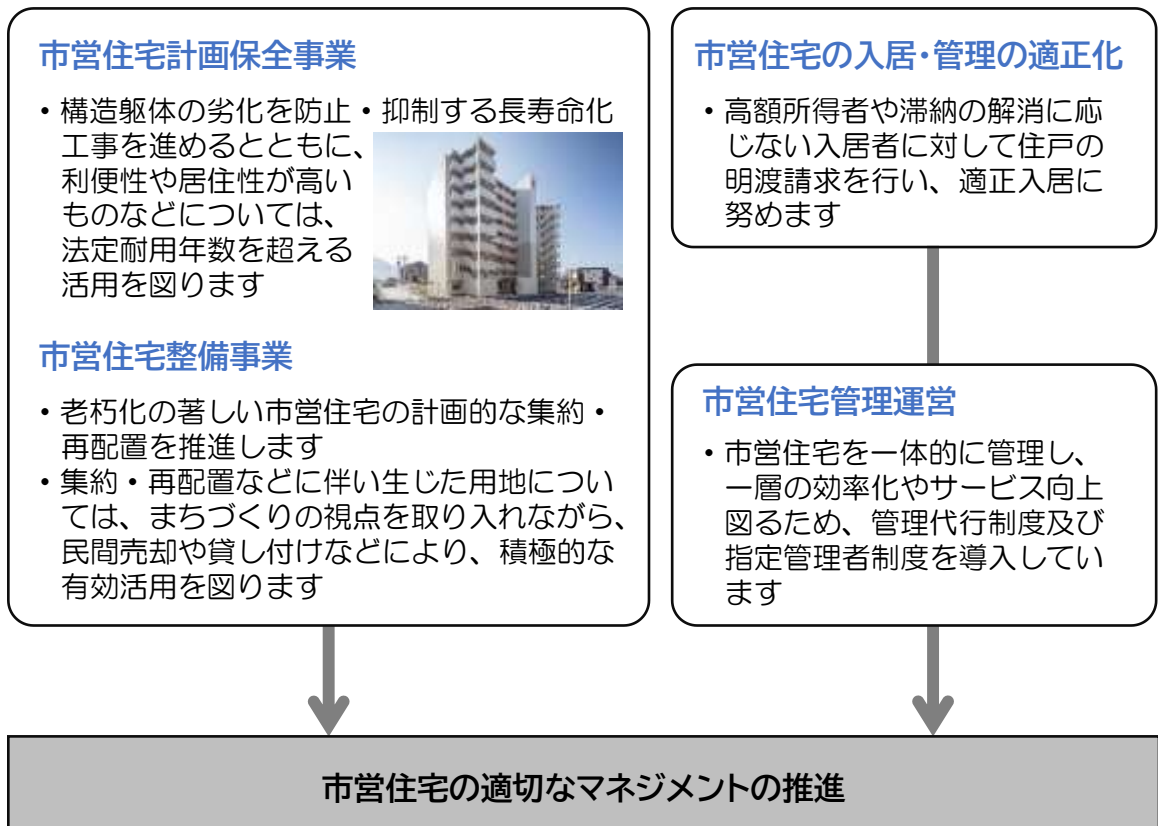 市営住宅計画保全事業
・構造躯体の劣化を防止・抑制する長寿命化
工事を進めるとともに、
利便性や居住性が高い
ものなどについては、
法定耐用年数を超える
活用を図ります
市営住宅整備事業
・老朽化の著しい市営住宅の計画的な集約・
再配置を推進します
・集約・再配置などに伴い生じた用地につい
ては、まちづくりの視点を取り入れながら、
民間売却や貸し付けなどにより、積極的な
有効活用を図ります
市営住宅の入居・管理の適正化
・高額所得者や滞納の解消に応
じない入居者に対して住戸の
明渡請求を行い、適正入居に
努めます
市営住宅管理運営
・市営住宅を一体的に管理し、
一層の効率化やサービス向上
図るため、管理代行制度及び
指定管理者制度を導入してい
ます
市営住宅の適切なマネジメントの推進